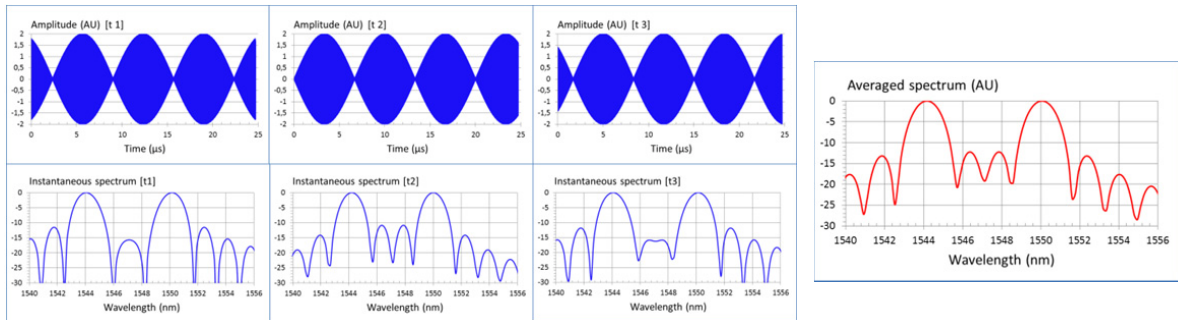 Amplitude (AU) [t 1]
2
1,5
1
0,5
0
-0,5
-1
-1,5
-2
0 5 10 15 20 25
Time (µs)
Amplitude (AU) [t 2]
2
1,5
1
0,5
0
-0,5
-1
-1,5
-2
0 5 10 15 20 25
Time (µs)
Amplitude (AU) [t 3]
2
1,5
1
0,5
0
-0,5
-1
-1,5
-2
0 5 10 15 20 25
Time (µs)
Instantaneous spectrum [t1]
0
-5
-10
-15
-20
-25
-30
1540 1542 1544 1546 1548 1550 1552 1554 1556
Wavelength (nm)
Instantaneous spectrum [t2]
0
-5
-10
-15
-20
-25
-30
1540 1542 1544 1546 1548 1550 1552 1554 1556
Wavelength (nm)
Instantaneous spectrum [t3]
0
-5
-10
-15
-20
-25
-30
1540 1542 1544 1546 1548 1550 1552 1554 1556
Wavelength (nm)
Averaged spectrum (AU)
0
-5
-10
-15
-20
-25
-30
1540 1542 1544 1546 1548 1550 1552 1554 1556
Wavelength (nm)